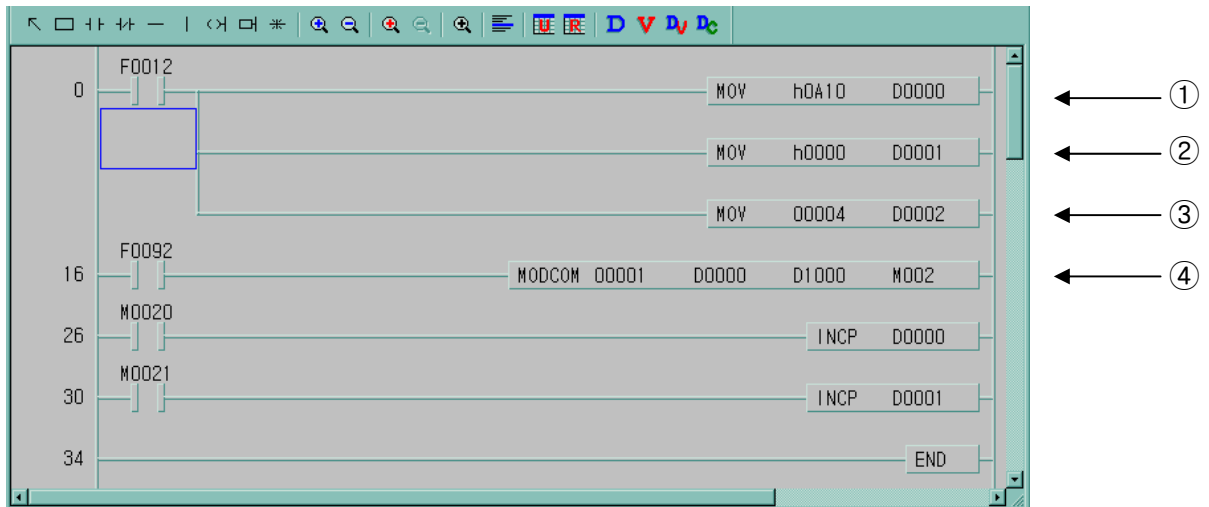 U R D V DV DC
F0012
0 MOV h0A10 D0000 ①
MOV h0000 D0001 ②
MOV 00004 D0002 ③
F0092
16 MODCOM 00001 D0000 D1000 M002 ④
M0020
26 INCP D0000
M0021
30 INCP D0001
34 END